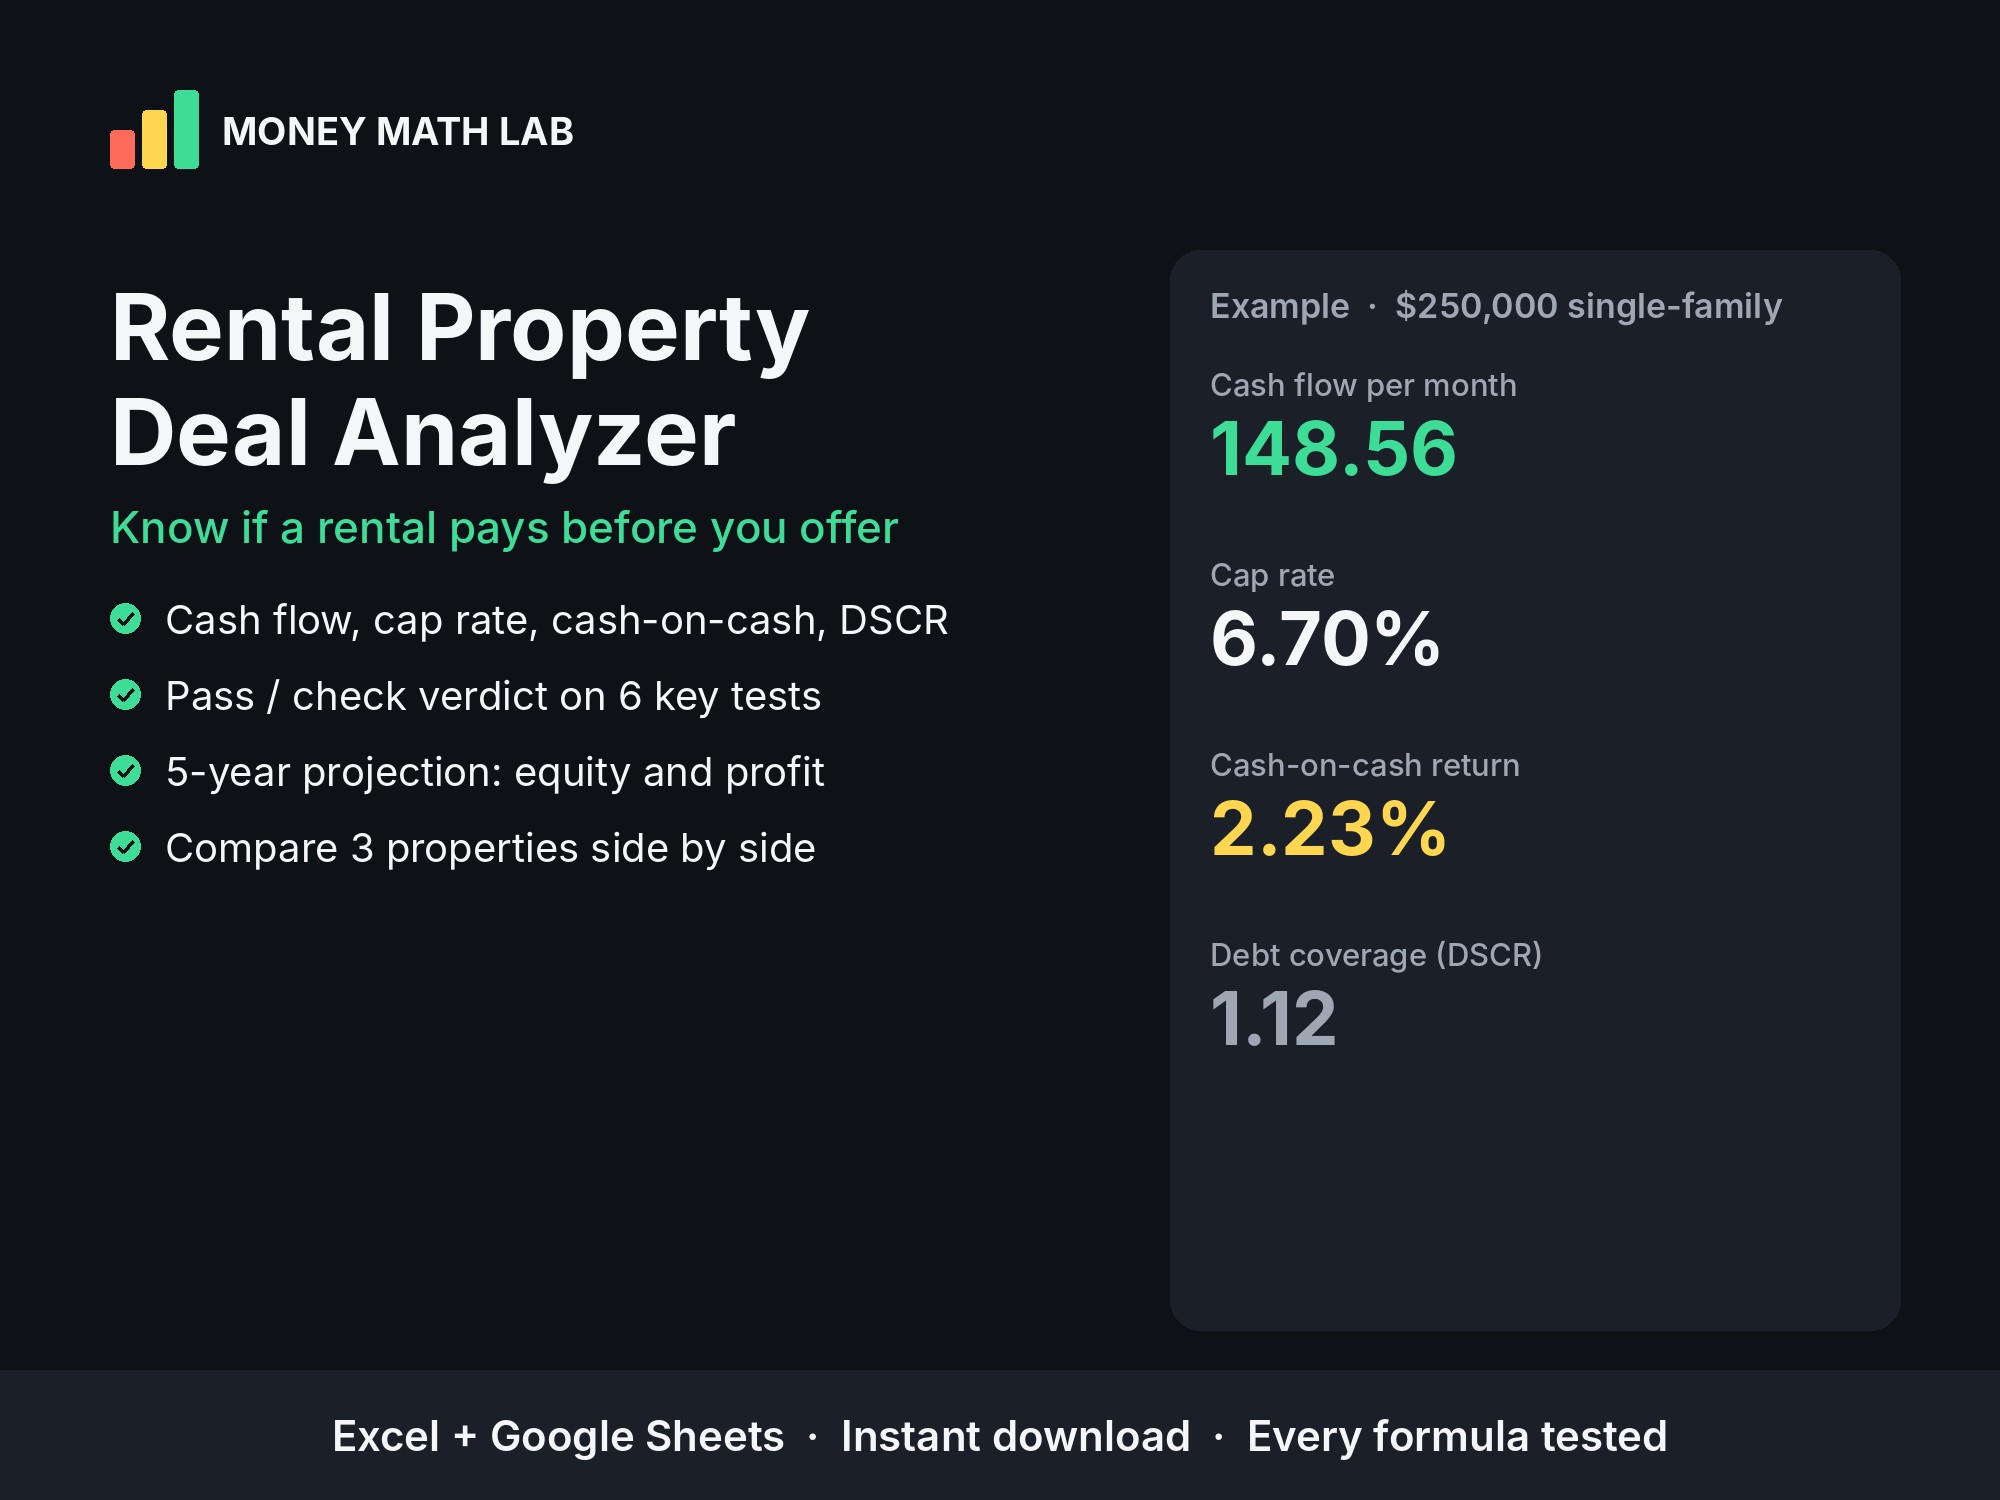 MONEY MATH LAB
Rental Property
Deal Analyzer
Know if a rental pays before you offer
Cash flow, cap rate, cash-on-cash, DSCR
Pass / check verdict on 6 key tests
5-year projection: equity and profit
Compare 3 properties side by side
Example · $250,000 single-family
Cash flow per month
148.56
Cap rate
6.70%
Cash-on-cash return
2.23%
Debt coverage (DSCR)
1.12
Excel + Google Sheets · Instant download · Every formula tested